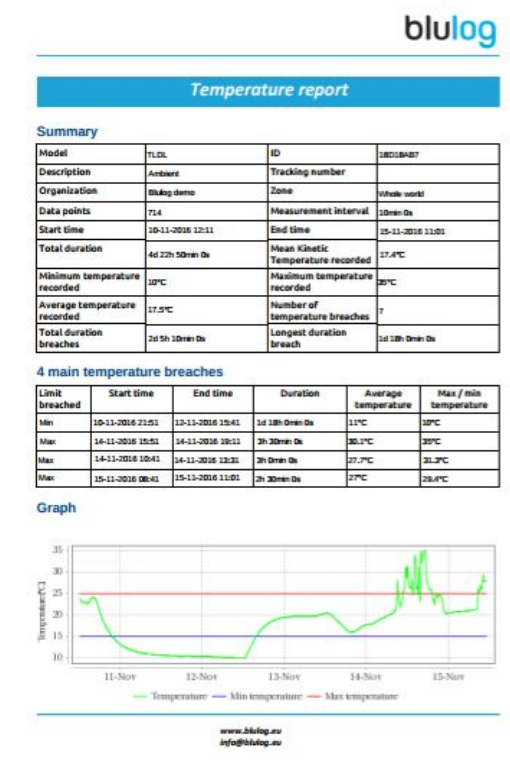 blulog
Temperature report
Summary
Model TLDL ID 18D18AB7
Description Ambient Tracking number
Organization Blulog demo Zone Whole world
Data points 714 Measurement interval 10min 0s
Start time 10-11-2016 12:11 End time 15-11-2016 11:01
Total duration 4d 22h 50min 0s Mean Kinetic Temperature recorded 17.4°C
Minimum temperature recorded 10°C Maximum temperature recorded 35°C
Average temperature recorded 17.5°C Number of temperature breaches 7
Total duration breaches 2d 5h 10min 0s Longest duration breach 1d 18h 0min 0s
4 main temperature breaches
Limit breached Start time End time Duration Average temperature Max / min temperature
Min 10-11-2016 21:51 12-11-2016 15:41 1d 18h 0min 0s 11°C 10°C
Max 14-11-2016 15:51 14-11-2016 19:11 3h 30min 0s 30.1°C 35°C
Max 14-11-2016 10:41 14-11-2016 13:31 3h 0min 0s 27.7°C 31.3°C
Max 15-11-2016 08:41 15-11-2016 11:01 2h 30min 0s 27°C 29.4°C
Graph
Temperature[°C]
35
30
25
20
15
10
11-Nov 12-Nov 13-Nov 14-Nov 15-Nov
Temperature Min temperature Max temperature
www.blulog.eu
info@blulog.eu